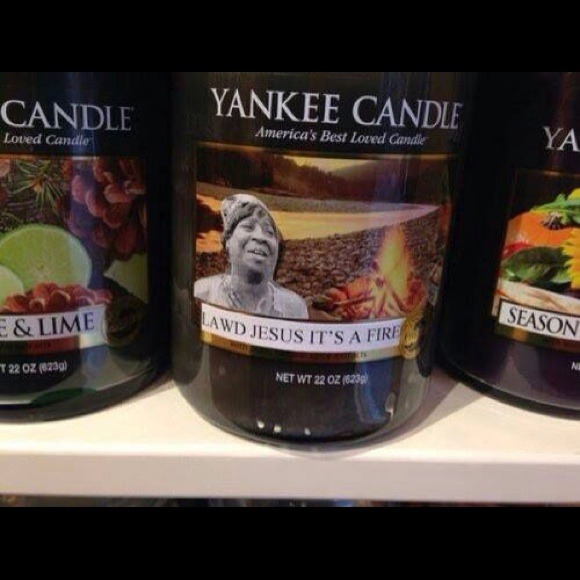 CANDLE
Loved Candle
E & LIME
T 22 OZ (623g)
YANKEE CANDLE
America's Best Loved Candle
LAWD JESUS IT'S A FIRE
NET WT 22 OZ (623g)
YA
SEASON
N